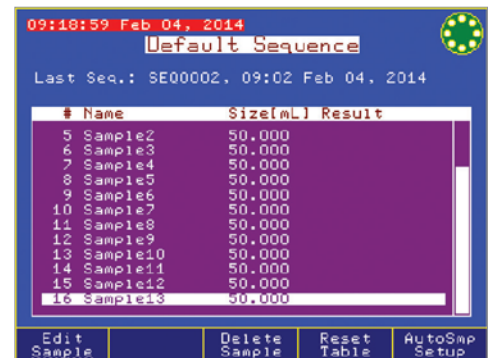 09:18:59 Feb 04, 2014
Default Sequence
Last Seq.: SE00002, 09:02 Feb 04, 2014
# Name Size[mL] Result
5 Sample2 50.000
6 Sample3 50.000
7 Sample4 50.000
8 Sample5 50.000
9 Sample6 50.000
10 Sample7 50.000
11 Sample8 50.000
12 Sample9 50.000
13 Sample10 50.000
14 Sample11 50.000
15 Sample12 50.000
16 Sample13 50.000
Edit Delete Reset AutoSmp
Sample Sample Table Setup